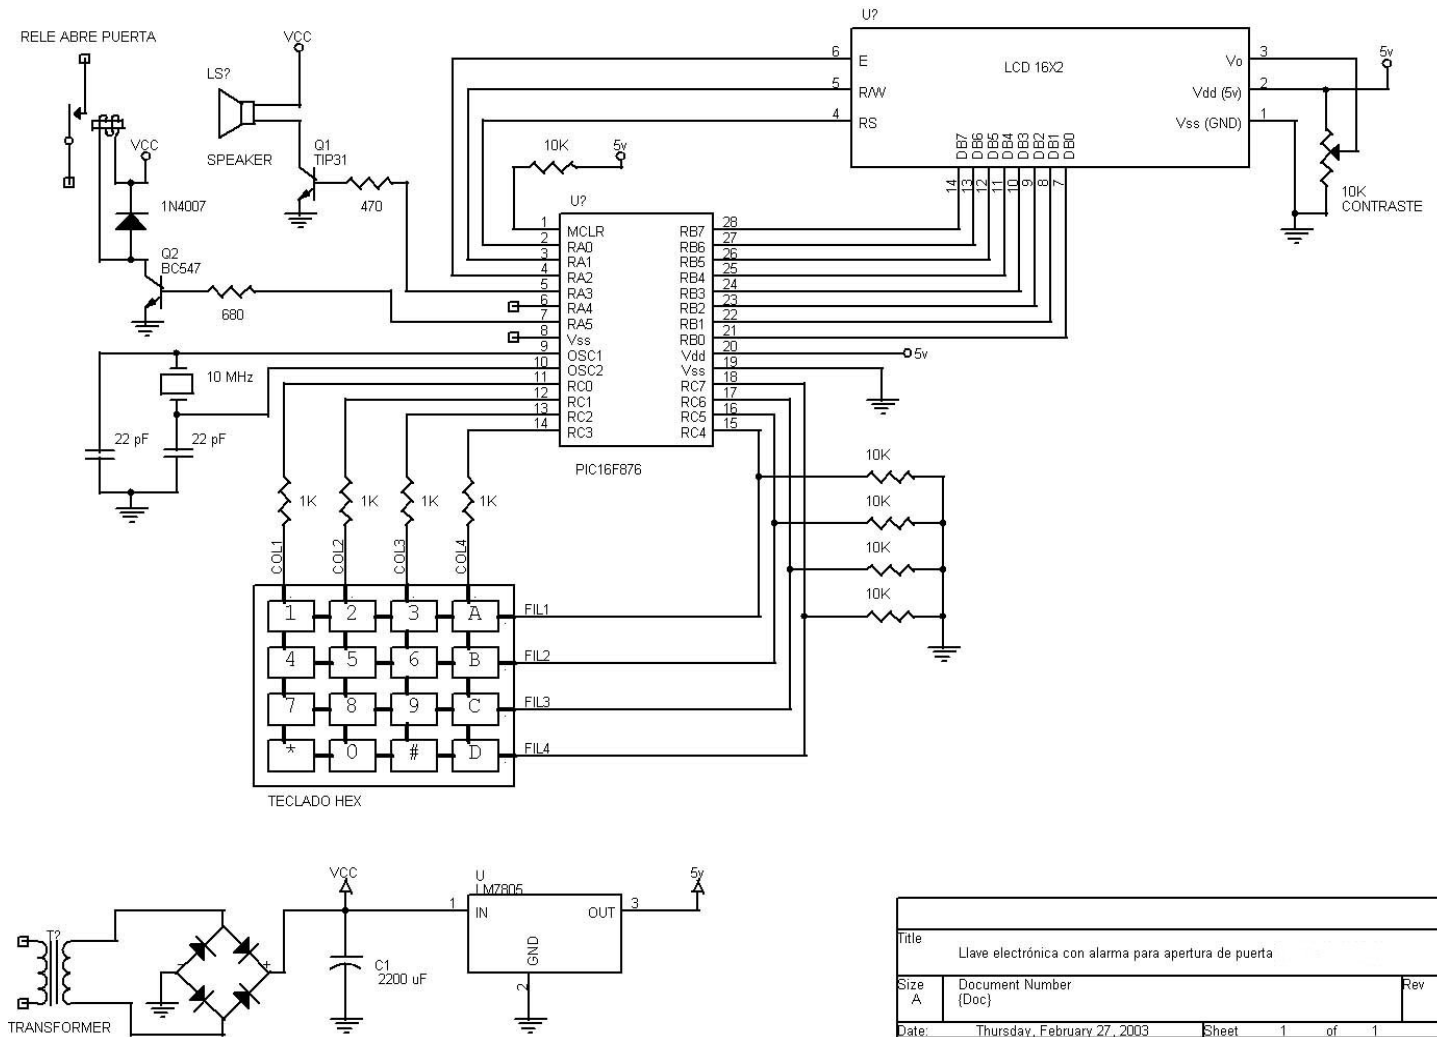 RELE ABRE PUERTA
VCC
LS?
SPEAKER
VCC
1N4007
Q1
TIP31
470
Q2
BC547
680
10K
5v
U?
LCD 16X2
6 E
5 R/W
4 RS
Vo 3
Vdd (5v) 2
Vss (GND) 1
DB7 DB6 DB5 DB4 DB3 DB2 DB1 DB0
14 13 12 11 10 9 8 7
5v
10K
CONTRASTE
U?
1 MCLR RB7 28
2 RA0 RB6 27
3 RA1 RB5 26
4 RA2 RB4 25
5 RA3 RB3 24
6 RA4 RB2 23
7 RA5 RB1 22
8 Vss RB0 21
9 OSC1 Vdd 20
10 OSC2 Vss 19
11 RC0 RC7 18
12 RC1 RC6 17
13 RC2 RC5 16
14 RC3 RC4 15
PIC16F876
5v
10 MHz
22 pF
22 pF
1K 1K 1K 1K
10K
10K
10K
10K
COL1 COL2 COL3 COL4
1 2 3 A FIL1
4 5 6 B FIL2
7 8 9 C FIL3
* 0 # D FIL4
TECLADO HEX
T?
TRANSFORMER
- +
VCC
C1
2200 uF
U
LM7805
1 IN OUT 3
GND
2
5v
Title
Llave electrónica con alarma para apertura de puerta
Size Document Number Rev
A {Doc}
Date: Thursday, February 27, 2003 Sheet 1 of 1